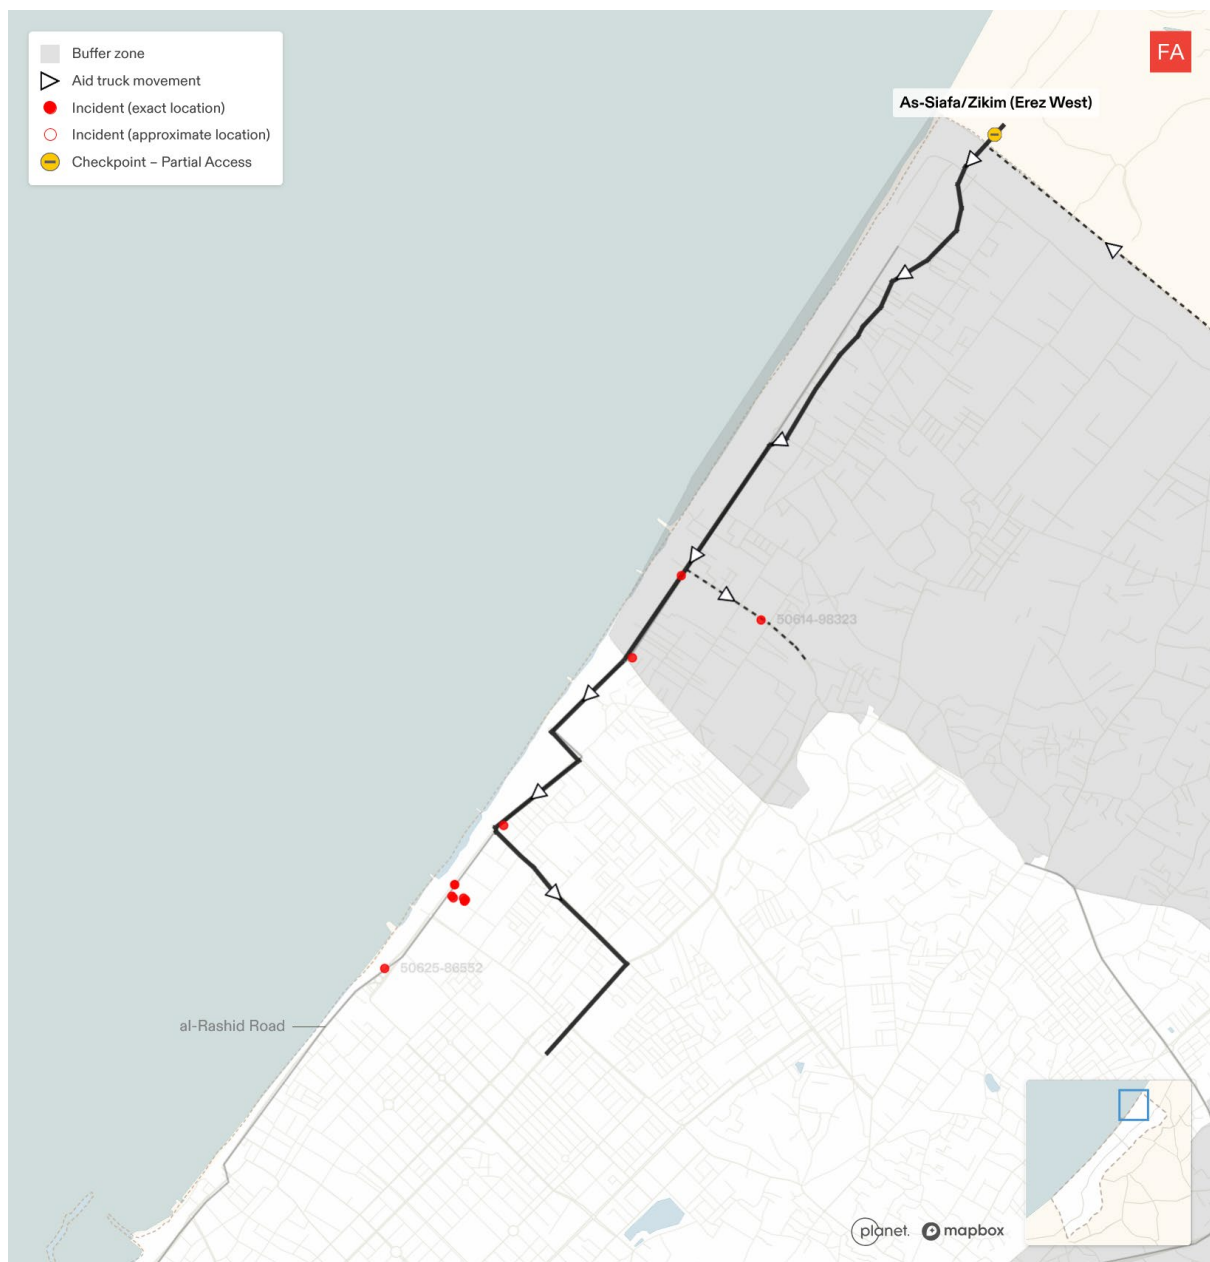 Buffer zone
Aid truck movement
Incident (exact location)
Incident (approximate location)
Checkpoint – Partial Access
FA
As-Siafa/Zikim (Erez West)
50614-98323
50625-86552
al-Rashid Road
planet. mapbox